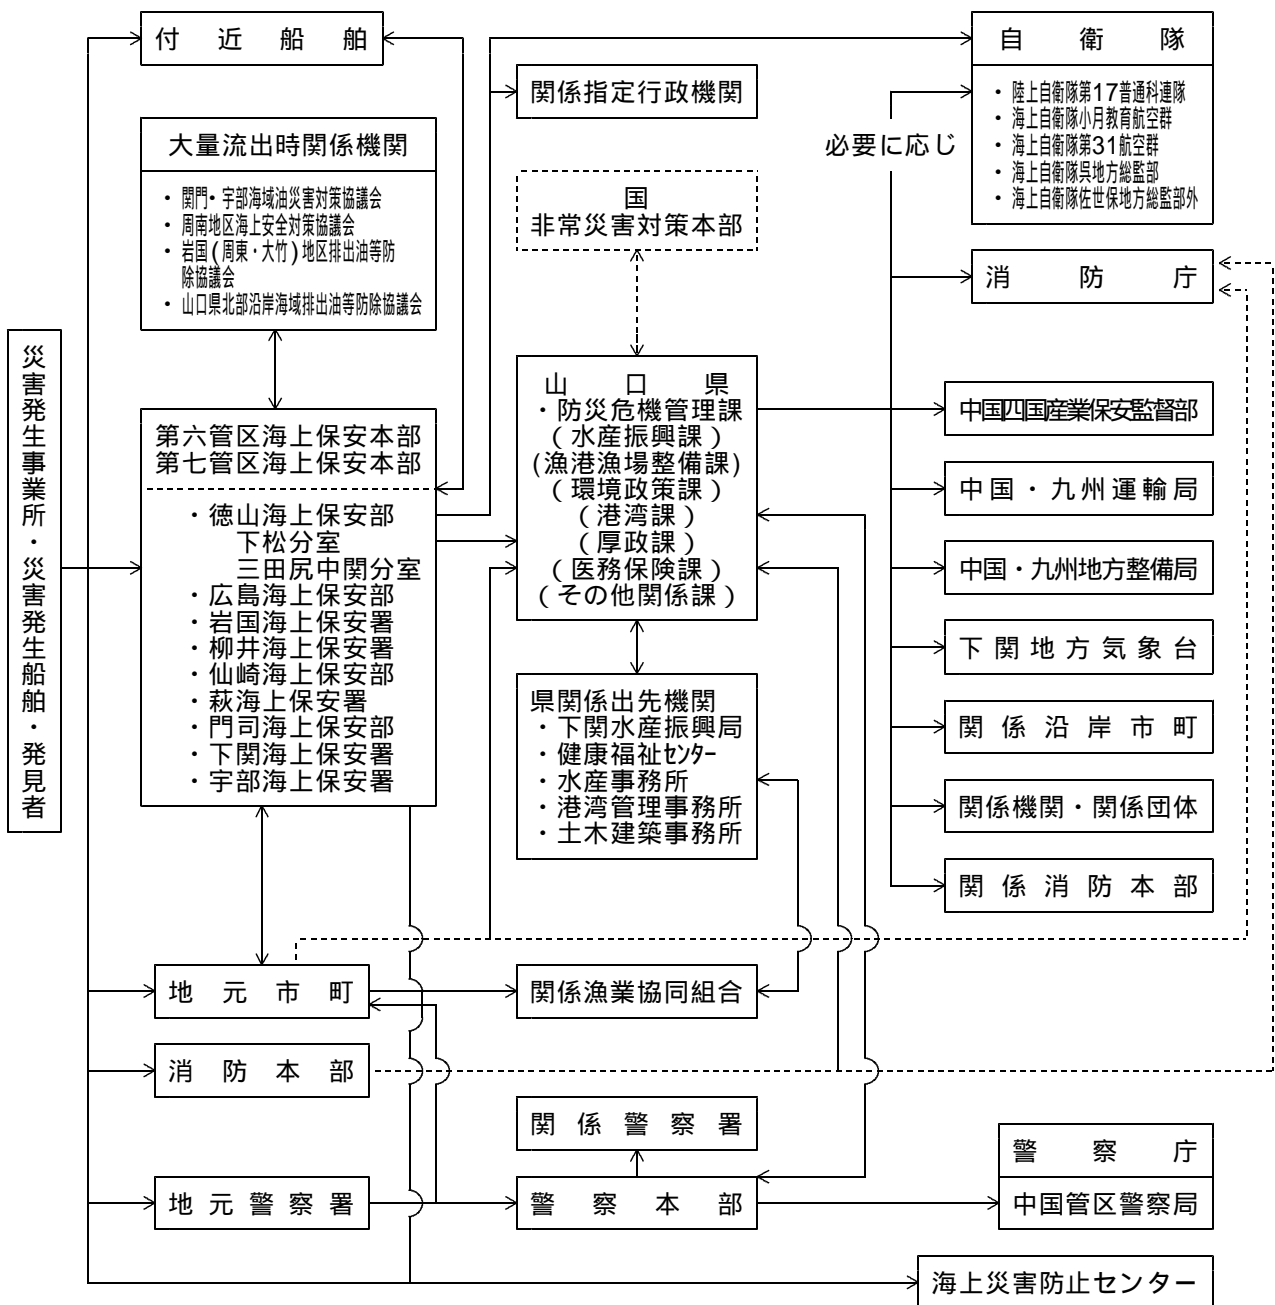 付近船舶
自衛隊
・陸上自衛隊第17普通科連隊
・海上自衛隊小月教育航空群
・海上自衛隊第31航空群
・海上自衛隊呉地方総監部
・海上自衛隊佐世保地方総監部外
関係指定行政機関
必要に応じ
大量流出時関係機関
・関門・宇部海域油災害対策協議会
・周南地区海上安全対策協議会
・岩国(周東・大竹)地区排出油等防
除協議会
・山口県北部沿岸海域排出油等防除協議会
国
非常災害対策本部
消防庁
災害発生事業所・災害発生船舶・発見者
第六管区海上保安本部
第七管区海上保安本部
・徳山海上保安部
下松分室
三田尻中関分室
・広島海上保安部
・岩国海上保安署
・柳井海上保安署
・仙崎海上保安部
・萩海上保安署
・門司海上保安部
・下関海上保安署
・宇部海上保安署
山口県
・防災危機管理課
(水産振興課)
(漁港漁場整備課)
(環境政策課)
(港湾課)
(厚政課)
(医務保険課)
(その他関係課)
県関係出先機関
・下関水産振興局
・健康福祉センター
・水産事務所
・港湾管理事務所
・土木建築事務所
中国四国産業保安監督部
中国・九州運輸局
中国・九州地方整備局
下関地方気象台
関係沿岸市町
関係機関・関係団体
関係消防本部
地元市町
関係漁業協同組合
消防本部
関係警察署
警察庁
地元警察署
警察本部
中国管区警察局
海上災害防止センター